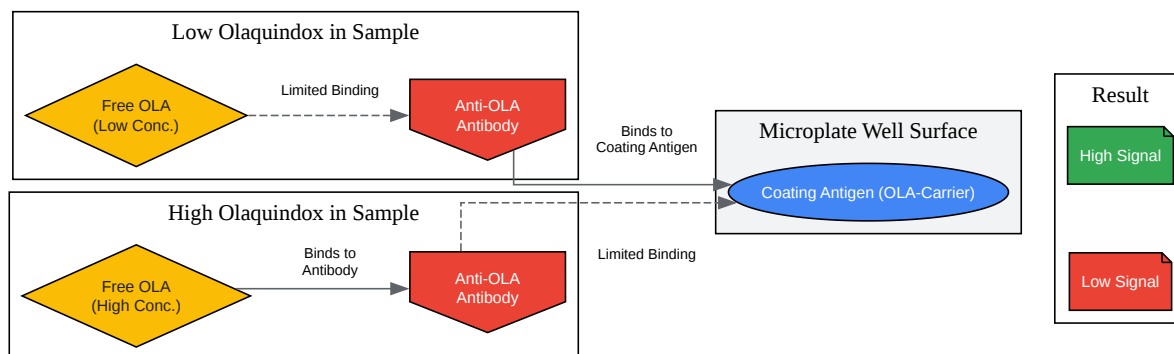 Low Olaquindox in Sample
Free OLA
(Low Conc.)
Limited Binding
Anti-OLA
Antibody
Binds to
Coating Antigen
High Olaquindox in Sample
Free OLA
(High Conc.)
Binds to
Antibody
Anti-OLA
Antibody
Limited Binding
Microplate Well Surface
Coating Antigen (OLA-Carrier)
Result
High Signal
Low Signal